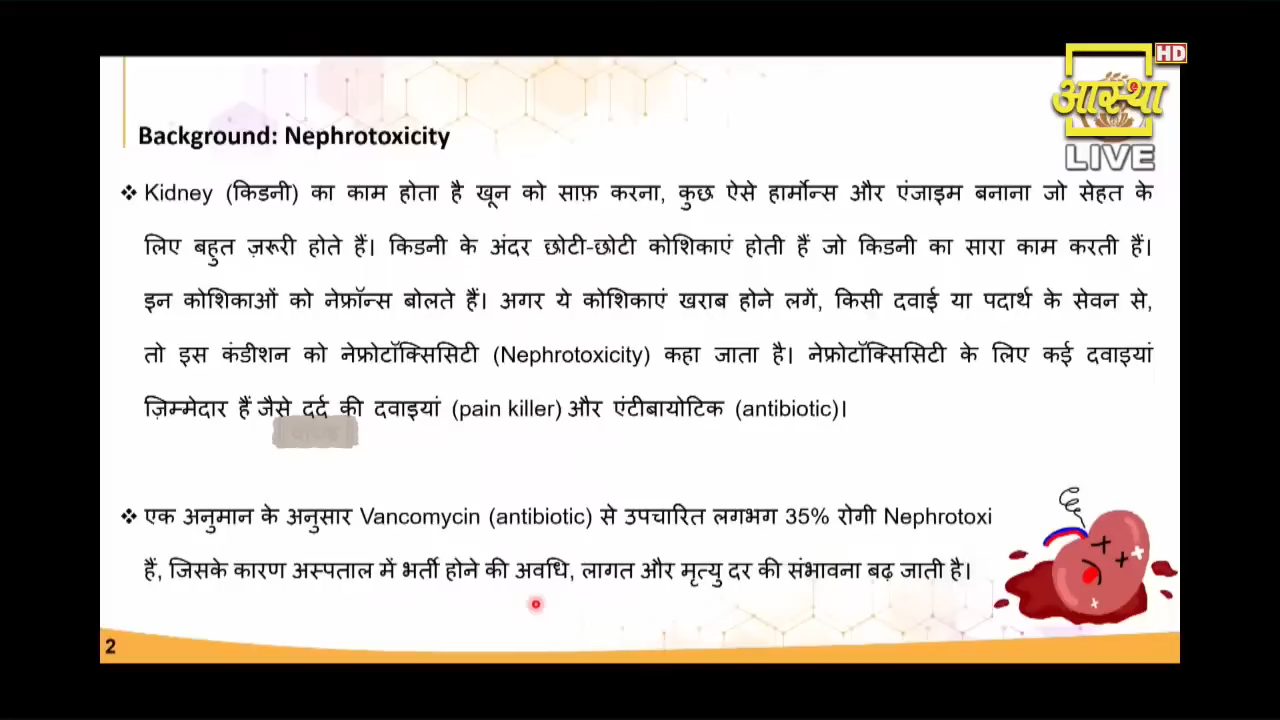 HD
आस्था
LIVE
Background: Nephrotoxicity
❖ Kidney (किडनी) का काम होता है खून को साफ़ करना, कुछ ऐसे हार्मोन्स और एंजाइम बनाना जो सेहत के
लिए बहुत ज़रूरी होते हैं। किडनी के अंदर छोटी-छोटी कोशिकाएं होती हैं जो किडनी का सारा काम करती हैं।
इन कोशिकाओं को नेफ्रॉन्स बोलते हैं। अगर ये कोशिकाएं खराब होने लगें, किसी दवाई या पदार्थ के सेवन से,
तो इस कंडीशन को नेफ्रोटॉक्सिसिटी (Nephrotoxicity) कहा जाता है। नेफ्रोटॉक्सिसिटी के लिए कई दवाइयां
ज़िम्मेदार हैं जैसे दर्द की दवाइयां (pain killer) और एंटीबायोटिक (antibiotic)।
❖ एक अनुमान के अनुसार Vancomycin (antibiotic) से उपचारित लगभग 35% रोगी Nephrotoxi
हैं, जिसके कारण अस्पताल में भर्ती होने की अवधि, लागत और मृत्यु दर की संभावना बढ़ जाती है।
2